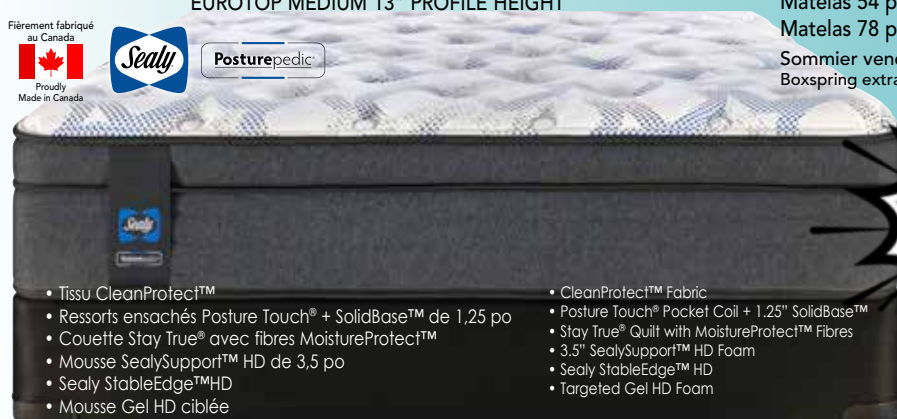 EUROTOP MEDIUM 13" PROFILE HEIGHT
Fièrement fabriqué
au Canada
Proudly
Made in Canada
Sealy
Posturepedic
Matelas 54 p
Matelas 78 p
Sommier vend
Boxspring extra
Sealy
• Tissu CleanProtect™
• Ressorts ensachés Posture Touch® + SolidBase™ de 1,25 po
• Couette Stay True® avec fibres MoistureProtect™
• Mousse SealySupport™ HD de 3,5 po
• Sealy StableEdge™HD
• Mousse Gel HD ciblée
• CleanProtect™ Fabric
• Posture Touch® Pocket Coil + 1.25" SolidBase™
• Stay True® Quilt with MoistureProtect™ Fibres
• 3.5" SealySupport™ HD Foam
• Sealy StableEdge™ HD
• Targeted Gel HD Foam